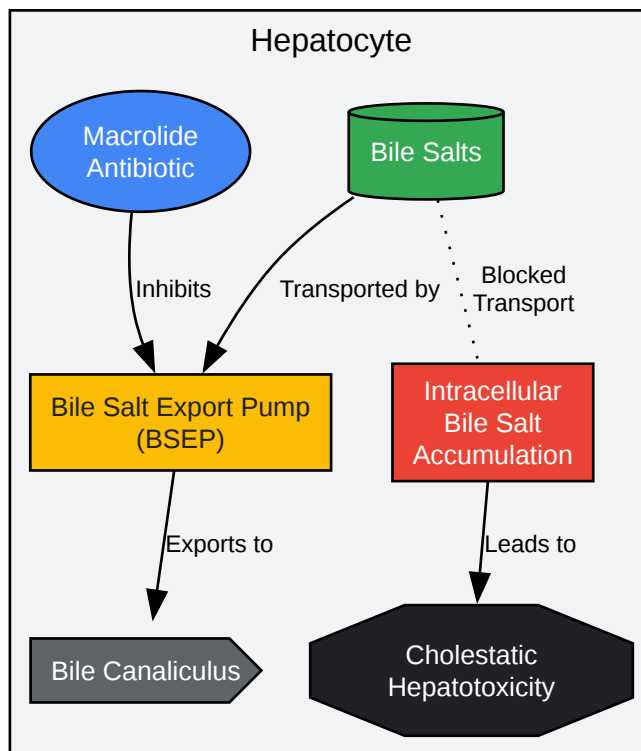 Hepatocyte
Macrolide
Antibiotic
Bile Salts
Inhibits
Transported by
Blocked
Transport
Bile Salt Export Pump
(BSEP)
Intracellular
Bile Salt
Accumulation
Exports to
Leads to
Bile Canaliculus
Cholestatic
Hepatotoxicity